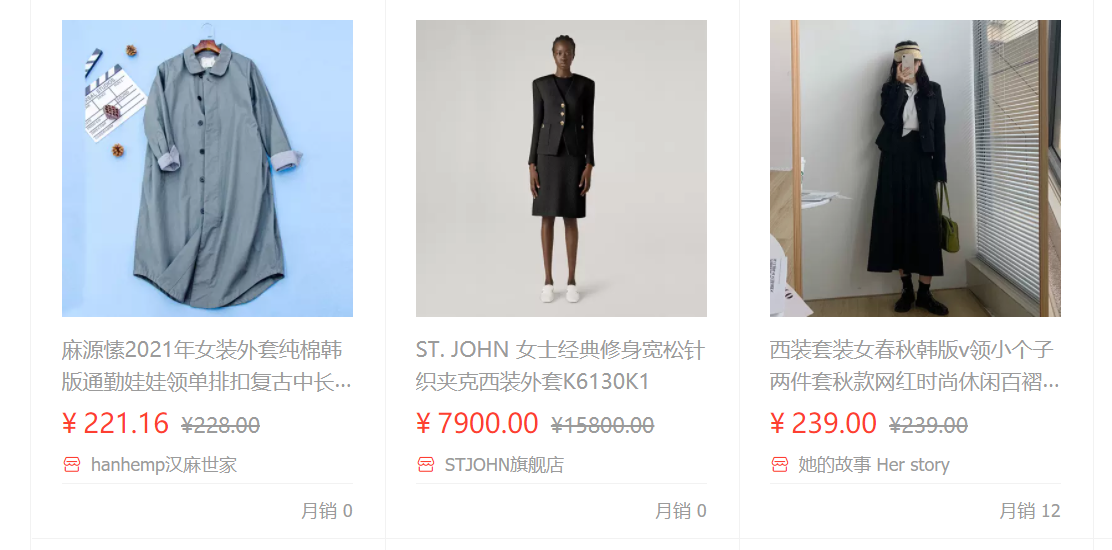 麻源愫2021年女装外套纯棉韩
版通勤娃娃领单排扣复古中长...
¥ 221.16 ¥228.00
hanhemp汉麻世家
月销 0
ST. JOHN 女士经典修身宽松针
织夹克西装外套K6130K1
¥ 7900.00 ¥15800.00
STJOHN旗舰店
月销 0
西装套装女春秋韩版v领小个子
两件套秋款网红时尚休闲百褶...
¥ 239.00 ¥239.00
她的故事 Her story
月销 12